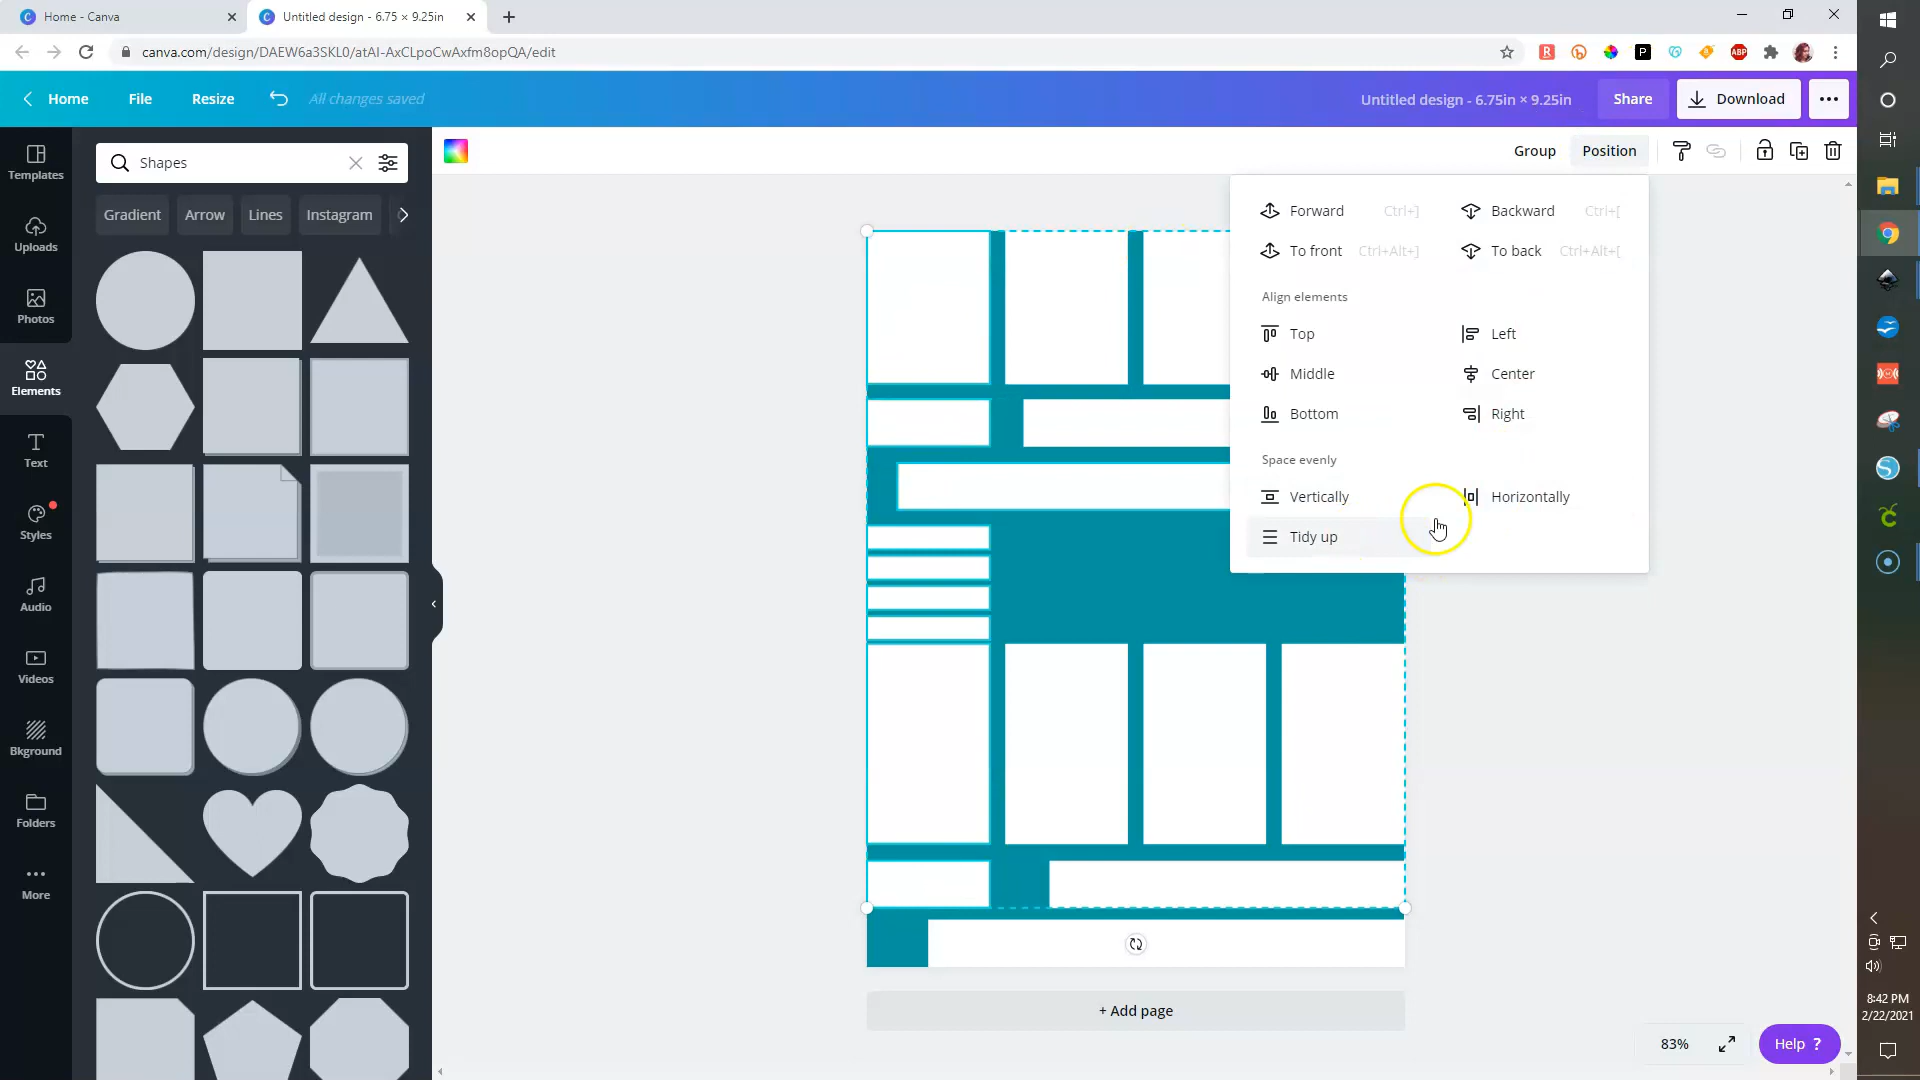 Home - Canva
Untitled design - 6.75 × 9.25in
canva.com/design/DAEW6a3SKL0/atAI-AxCLpoCwAxfm8opQA/edit
Home File Resize All changes saved
Untitled design - 6.75in × 9.25in Share Download
Templates
Uploads
Photos
Elements
Text
Styles
Audio
Videos
Bkground
Folders
More
Shapes
Gradient Arrow Lines Instagram
Group Position
Forward Ctrl+] Backward Ctrl+[
To front Ctrl+Alt+] To back Ctrl+Alt+[
Align elements
Top Left
Middle Center
Bottom Right
Space evenly
Vertically Horizontally
Tidy up
+ Add page
83%
Help ?
8:42 PM
2/22/2021
ABP